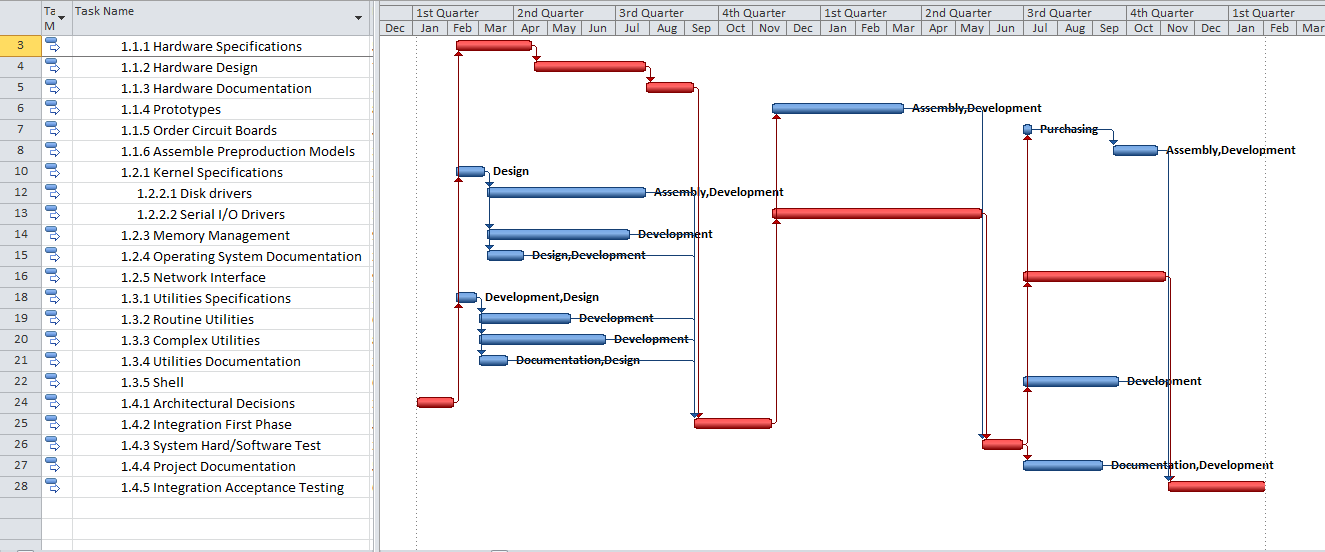 Ta M Task Name
1st Quarter 2nd Quarter 3rd Quarter 4th Quarter 1st Quarter 2nd Quarter 3rd Quarter 4th Quarter 1st Quarter
Dec Jan Feb Mar Apr May Jun Jul Aug Sep Oct Nov Dec Jan Feb Mar Apr May Jun Jul Aug Sep Oct Nov Dec Jan Feb Mar
3 1.1.1 Hardware Specifications
4 1.1.2 Hardware Design
5 1.1.3 Hardware Documentation
6 1.1.4 Prototypes Assembly,Development
7 1.1.5 Order Circuit Boards Purchasing
8 1.1.6 Assemble Preproduction Models Assembly,Development
10 1.2.1 Kernel Specifications Design
12 1.2.2.1 Disk drivers Assembly,Development
13 1.2.2.2 Serial I/O Drivers
14 1.2.3 Memory Management Development
15 1.2.4 Operating System Documentation Design,Development
16 1.2.5 Network Interface
18 1.3.1 Utilities Specifications Development,Design
19 1.3.2 Routine Utilities Development
20 1.3.3 Complex Utilities Development
21 1.3.4 Utilities Documentation Documentation,Design
22 1.3.5 Shell Development
24 1.4.1 Architectural Decisions
25 1.4.2 Integration First Phase
26 1.4.3 System Hard/Software Test
27 1.4.4 Project Documentation Documentation,Development
28 1.4.5 Integration Acceptance Testing